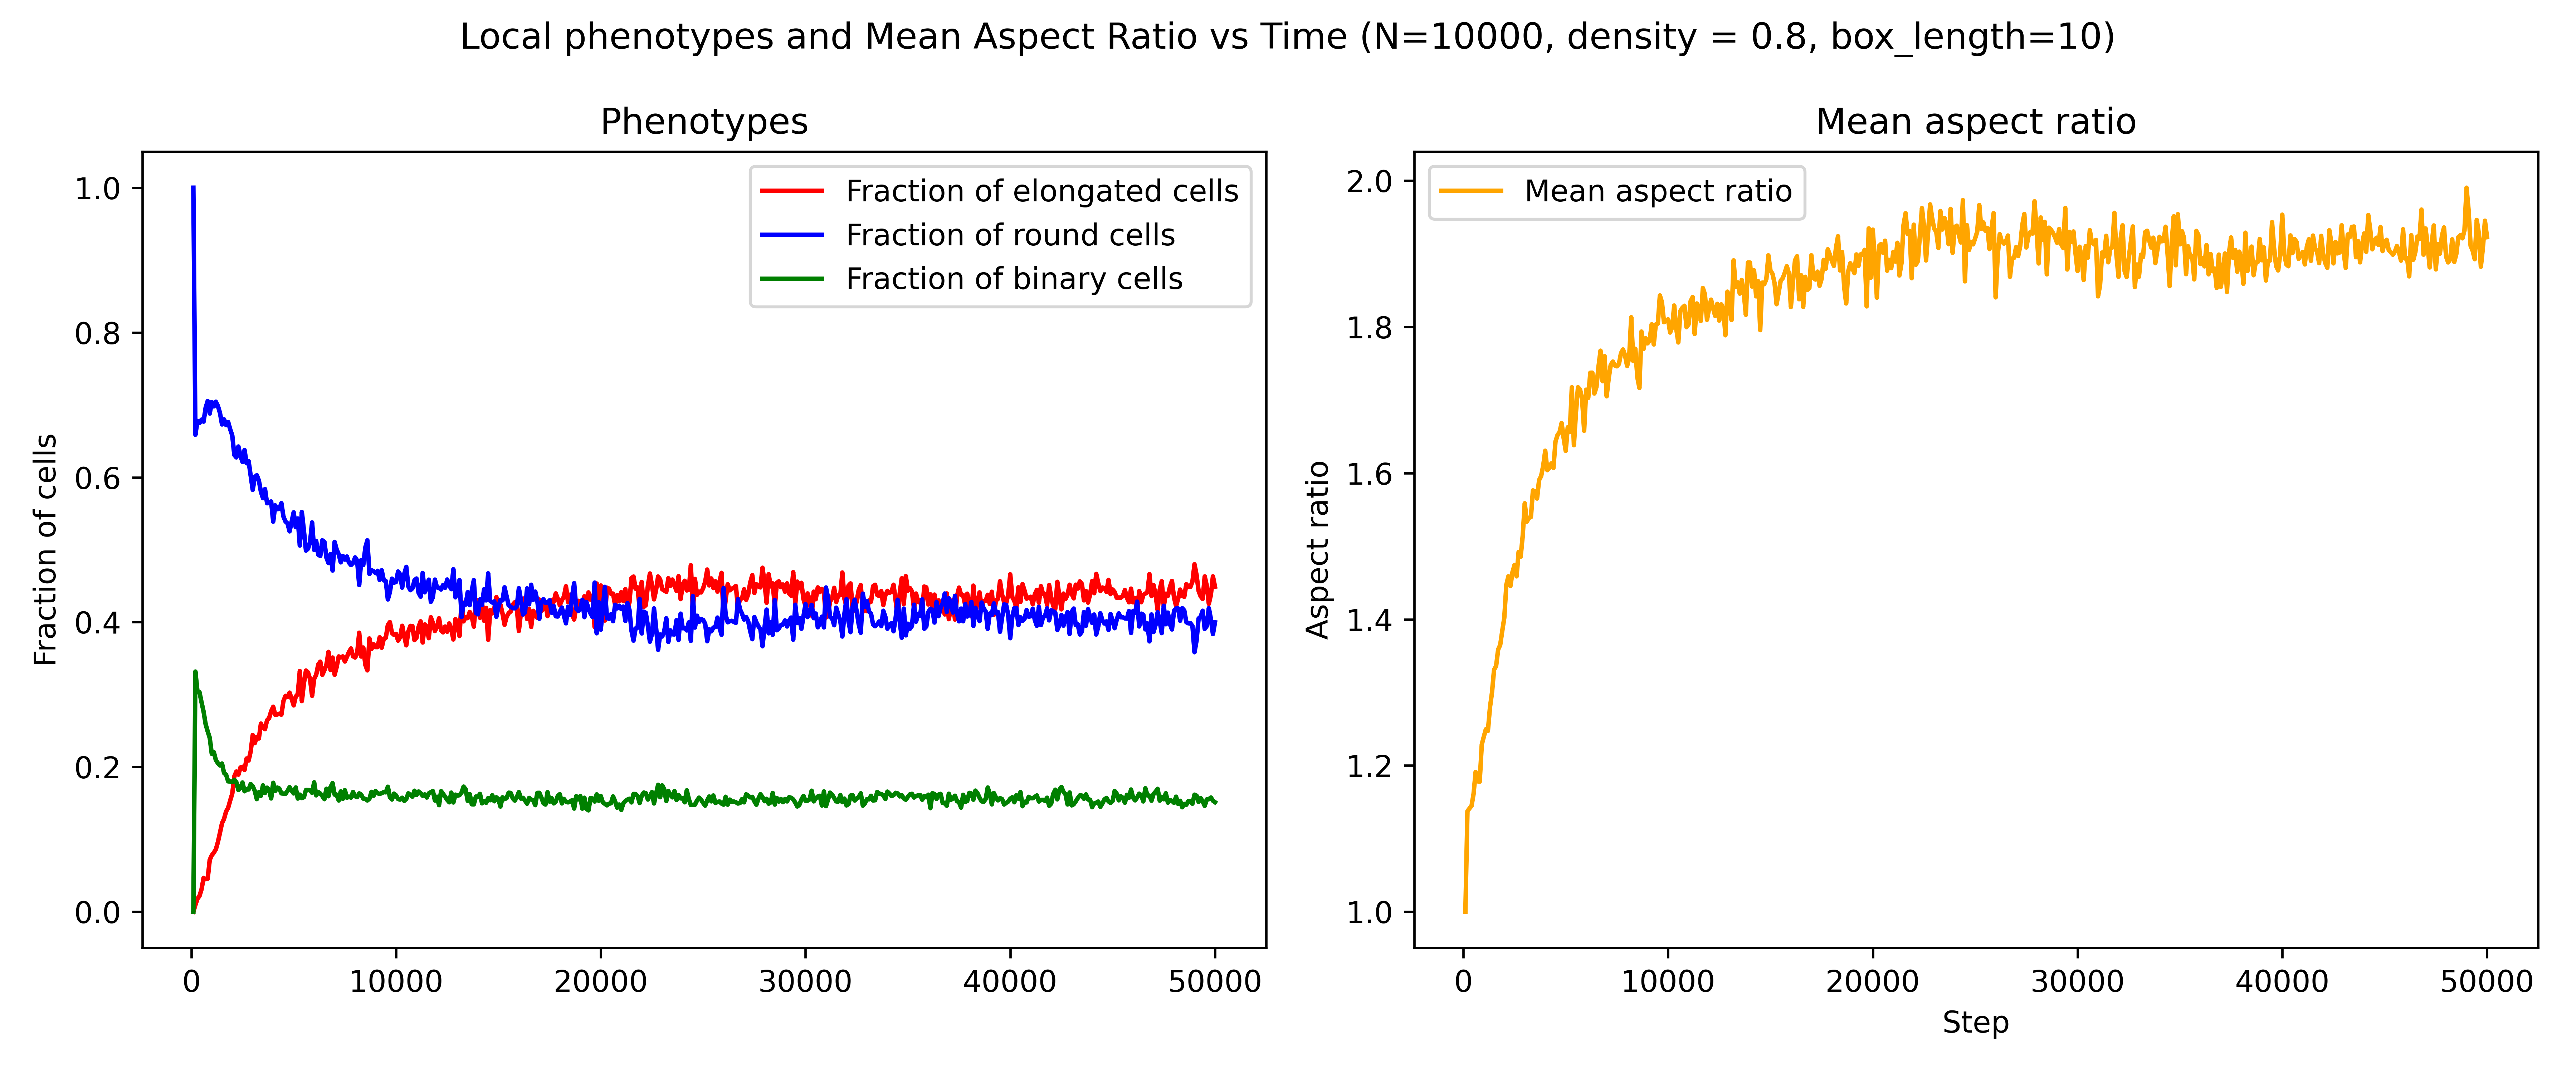 Local phenotypes and Mean Aspect Ratio vs Time (N=10000, density = 0.8, box_length=10)
Phenotypes
Fraction of cells
1.0
0.8
0.6
0.4
0.2
0.0
Fraction of elongated cells
Fraction of round cells
Fraction of binary cells
0 10000 20000 30000 40000 50000
Mean aspect ratio
Aspect ratio
2.0
1.8
1.6
1.4
1.2
1.0
Mean aspect ratio
0 10000 20000 30000 40000 50000
Step